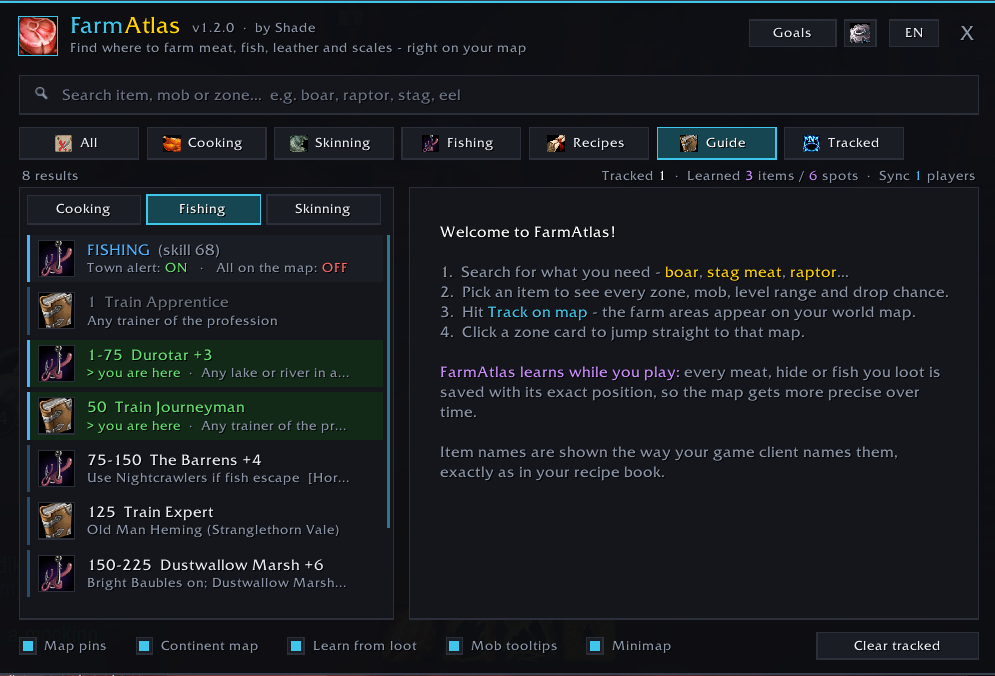 FarmAtlas v1.2.0 · by Shade
Find where to farm meat, fish, leather and scales - right on your map
Goals
EN
X
Search item, mob or zone... e.g. boar, raptor, stag, eel
All
Cooking
Skinning
Fishing
Recipes
Guide
Tracked
8 results
Tracked 1 · Learned 3 items / 6 spots · Sync 1 players
Cooking
Fishing
Skinning
FISHING (skill 68)
Town alert: ON · All on the map: OFF
1 Train Apprentice
Any trainer of the profession
1-75 Durotar +3
> you are here · Any lake or river in a...
50 Train Journeyman
> you are here · Any trainer of the pr...
75-150 The Barrens +4
Use Nightcrawlers if fish escape [Hor...
125 Train Expert
Old Man Heming (Stranglethorn Vale)
150-225 Dustwallow Marsh +6
Bright Baubles on; Dustwallow Marsh...
Welcome to FarmAtlas!
1. Search for what you need - boar, stag meat, raptor...
2. Pick an item to see every zone, mob, level range and drop chance.
3. Hit Track on map - the farm areas appear on your world map.
4. Click a zone card to jump straight to that map.
FarmAtlas learns while you play: every meat, hide or fish you loot is
saved with its exact position, so the map gets more precise over
time.
Item names are shown the way your game client names them,
exactly as in your recipe book.
Map pins
Continent map
Learn from loot
Mob tooltips
Minimap
Clear tracked